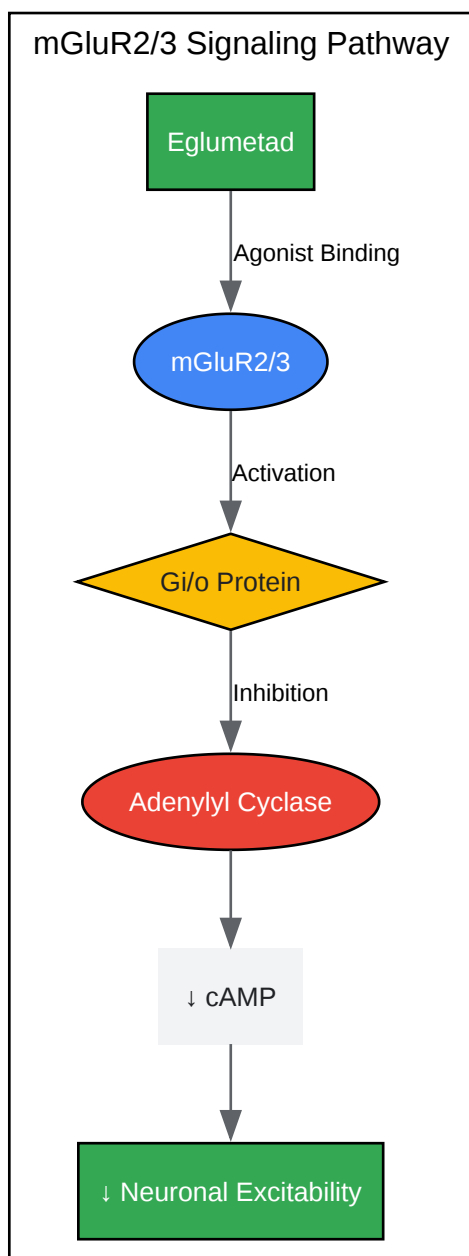 mGluR2/3 Signaling Pathway
Eglumetad
Agonist Binding
mGluR2/3
Activation
Gi/o Protein
Inhibition
Adenylyl Cyclase
↓ cAMP
↓ Neuronal Excitability